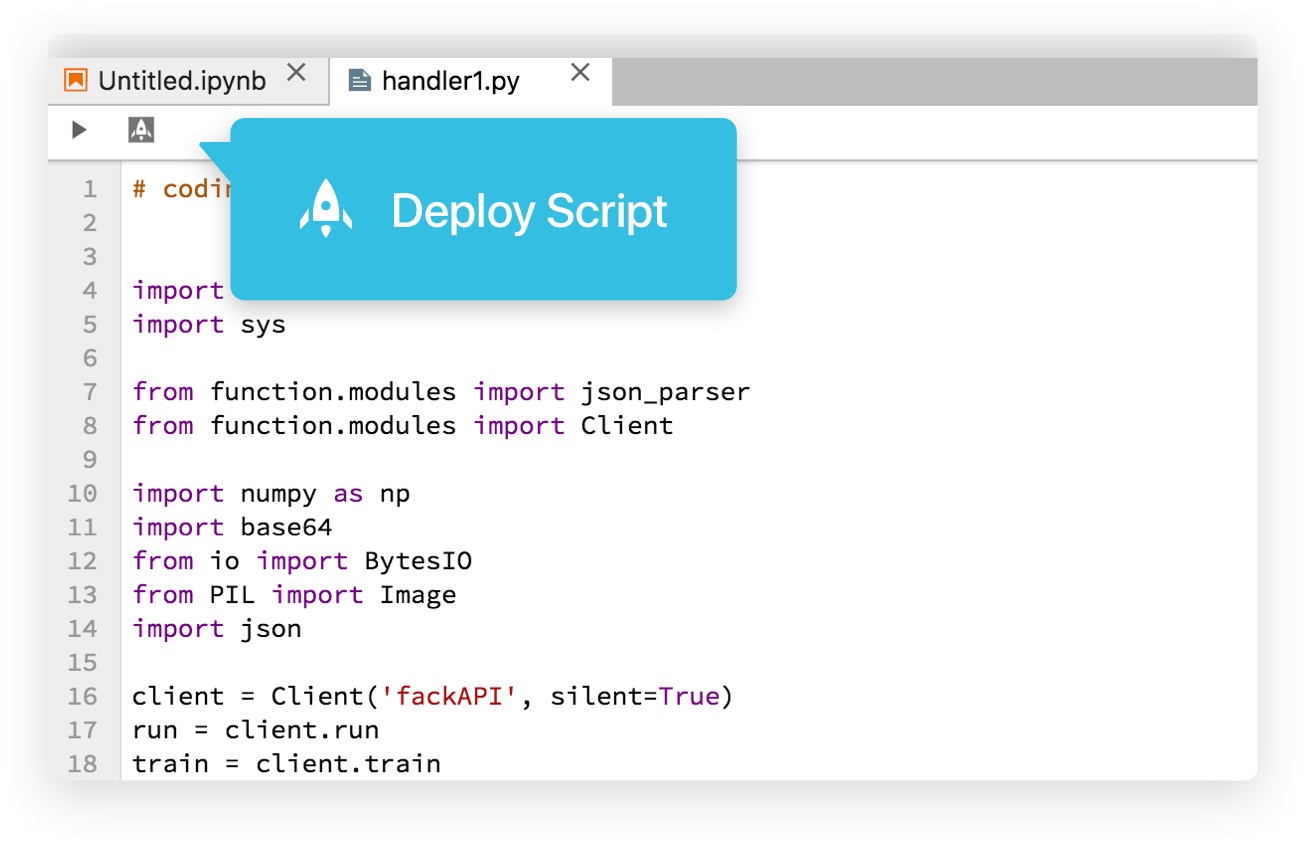 Untitled.ipynb
handler1.py
Deploy Script
1 #
2
3
4 import
5 import sys
6
7 from function.modules import json_parser
8 from function.modules import Client
9
10 import numpy as np
11 import base64
12 from io import BytesIO
13 from PIL import Image
14 import json
15
16 client = Client('fackAPI', silent=True)
17 run = client.run
18 train = client.train